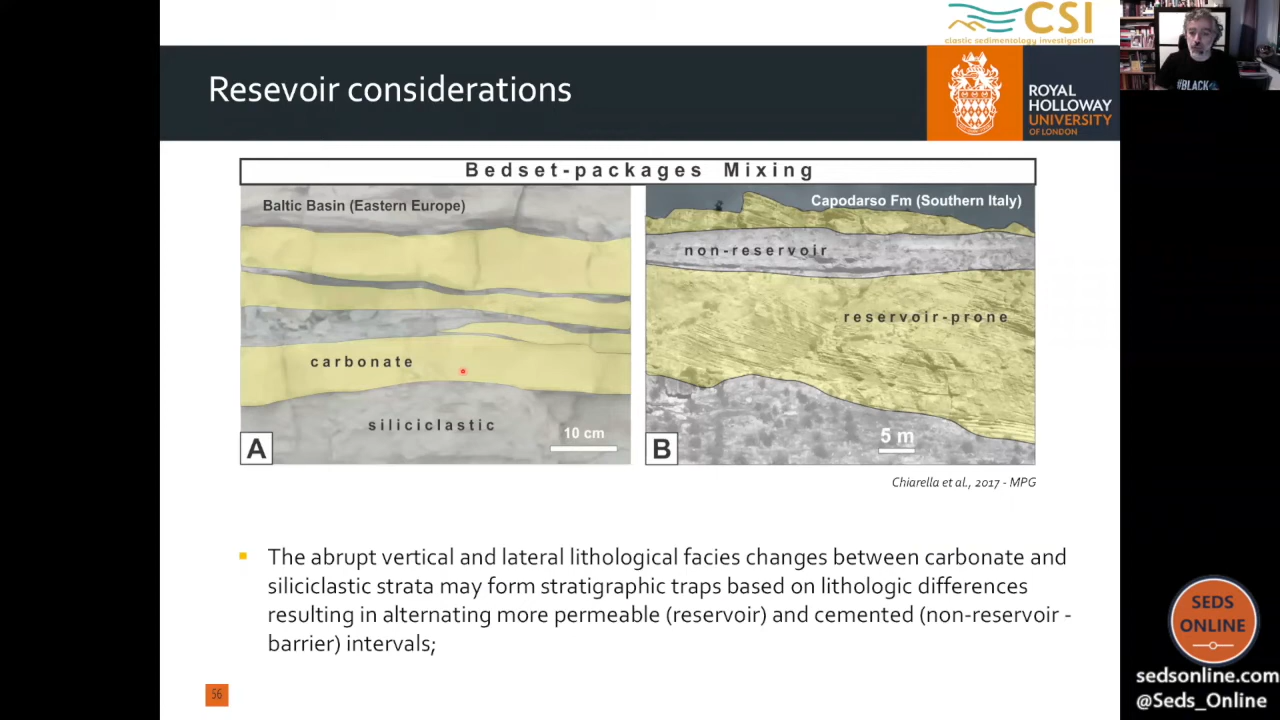 CSI
clastic sedimentology investigation
Resevoir considerations
ROYAL
HOLLOWAY
UNIVERSITY
OF LONDON
#BLACK
Bedset-packages Mixing
Baltic Basin (Eastern Europe)
carbonate
siliciclastic
10 cm
A
Capodarso Fm (Southern Italy)
non-reservoir
reservoir-prone
5 m
B
Chiarella et al., 2017 - MPG
The abrupt vertical and lateral lithological facies changes between carbonate and
siliciclastic strata may form stratigraphic traps based on lithologic differences
resulting in alternating more permeable (reservoir) and cemented (non-reservoir -
barrier) intervals;
56
SEDS
ONLINE
sedsonline.com
@Seds_Online